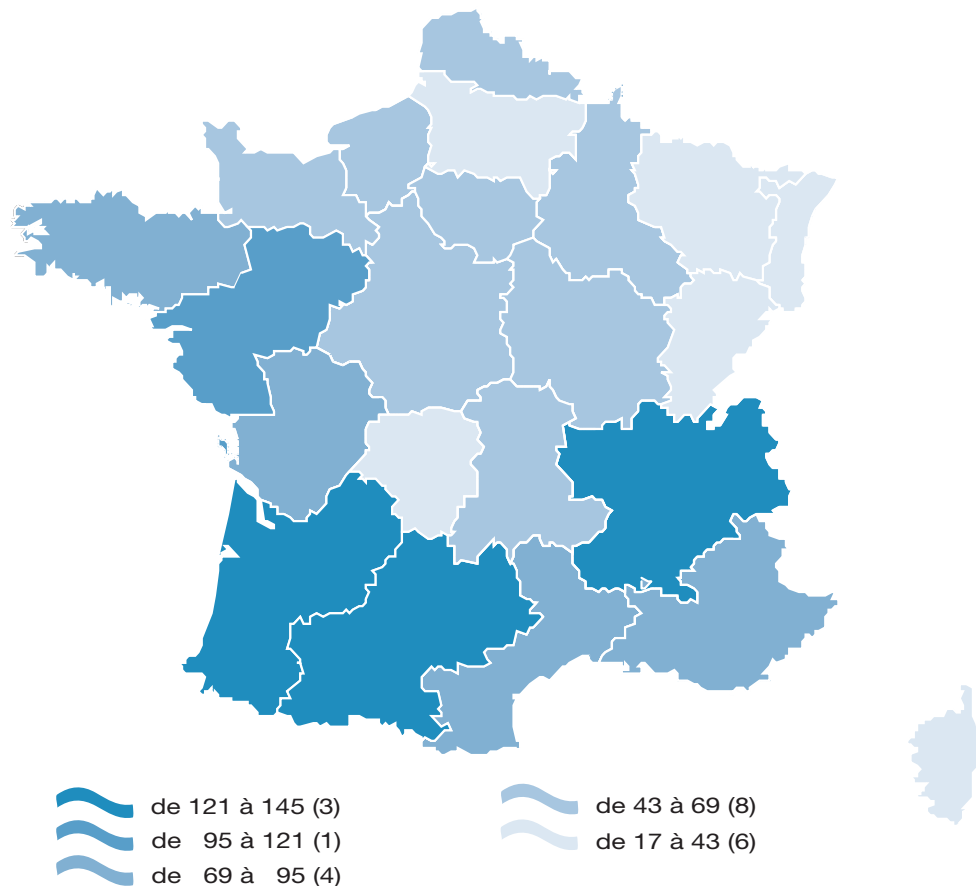 de 121 à 145 (3)
de 95 à 121 (1)
de 69 à 95 (4)
de 43 à 69 (8)
de 17 à 43 (6)